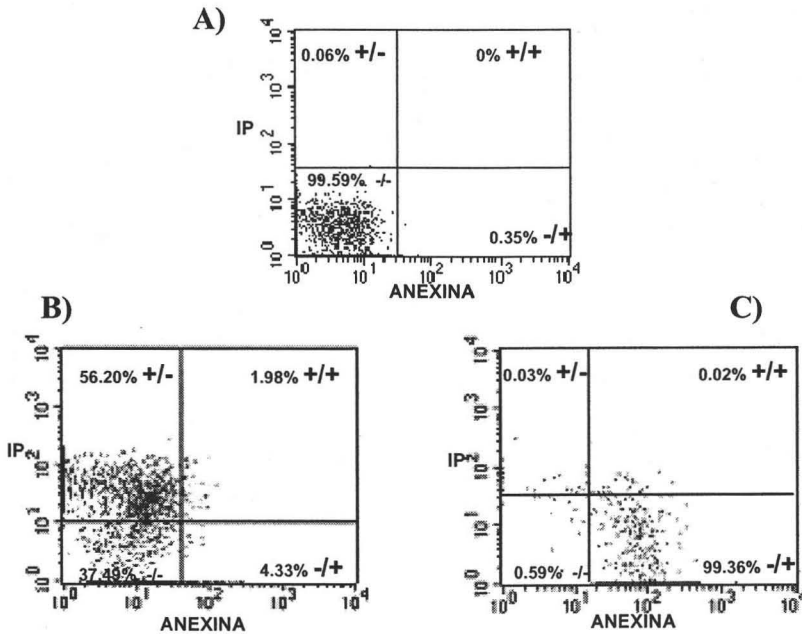 A)
10⁴
0.06% +/-
0% +/+
10³
IP
10²
99.59% -/-
10¹
0.35% -/+
10⁰
10⁰ 10¹ 10² 10³ 10⁴
ANEXINA
B)
10⁴
56.20% +/-
1.98% +/+
10³
IP
10²
10¹
37.49% -/-
4.33% -/+
10⁰
10⁰ 10¹ 10² 10³ 10⁴
ANEXINA
C)
10⁴
0.03% +/-
0.02% +/+
10³
IP
10²
10¹
0.59% -/-
99.36% -/+
10⁰
10⁰ 10¹ 10² 10³ 10⁴
ANEXINA